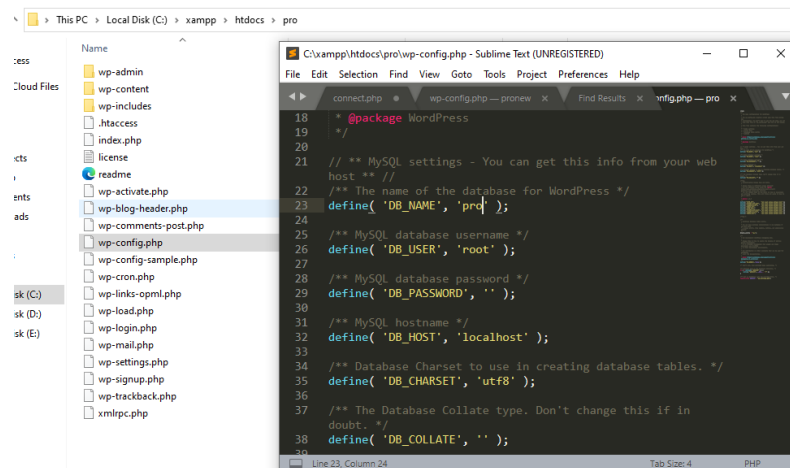 This PC > Local Disk (C:) > xampp > htdocs > pro
Name
cess
Cloud Files
ects
ents
ads
isk (C:)
isk (D:)
isk (E:)
wp-admin
wp-content
wp-includes
.htaccess
index.php
license
readme
wp-activate.php
wp-blog-header.php
wp-comments-post.php
wp-config.php
wp-config-sample.php
wp-cron.php
wp-links-opml.php
wp-load.php
wp-login.php
wp-mail.php
wp-settings.php
wp-signup.php
wp-trackback.php
xmlrpc.php
C:\xampp\htdocs\pro\wp-config.php - Sublime Text (UNREGISTERED)
File Edit Selection Find View Goto Tools Project Preferences Help
connect.php wp-config.php — pronew x Find Results x onfig.php — pro x
18 * @package WordPress
19 */
20
21 // ** MySQL settings - You can get this info from your web
host ** //
22 /** The name of the database for WordPress */
23 define( 'DB_NAME', 'pro' );
24
25 /** MySQL database username */
26 define( 'DB_USER', 'root' );
27
28 /** MySQL database password */
29 define( 'DB_PASSWORD', '' );
30
31 /** MySQL hostname */
32 define( 'DB_HOST', 'localhost' );
33
34 /** Database Charset to use in creating database tables. */
35 define( 'DB_CHARSET', 'utf8' );
36
37 /** The Database Collate type. Don't change this if in
doubt. */
38 define( 'DB_COLLATE', '' );
39
Line 23, Column 24 Tab Size: 4 PHP